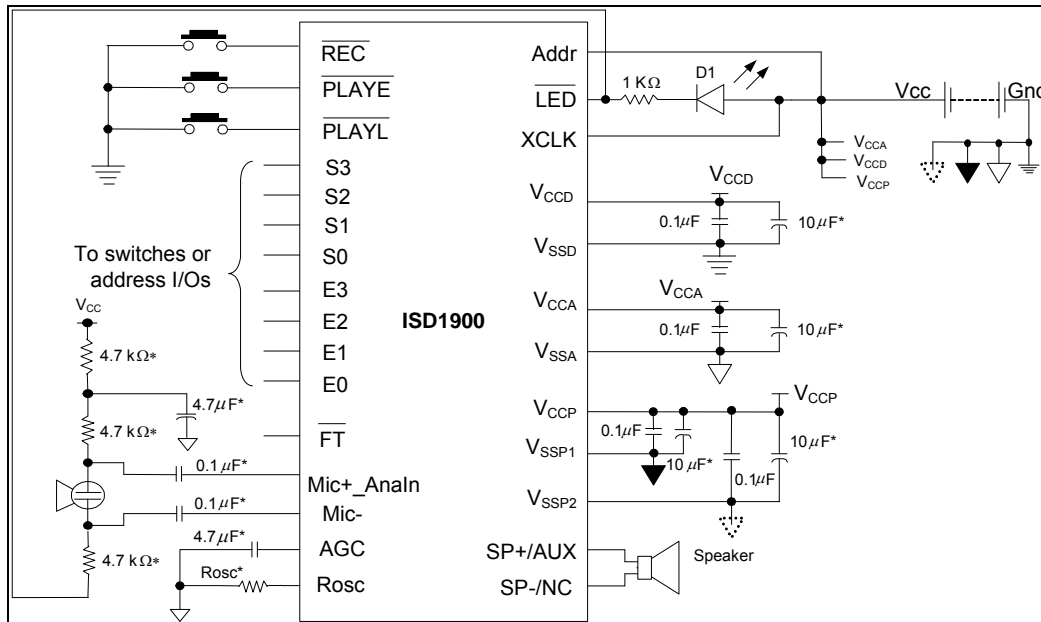 REC
PLAYE
PLAYL
S3
S2
S1
S0
E3
E2
E1
E0
FT
Mic+_AnaIn
Mic-
AGC
Rosc
ISD1900
Addr
LED
XCLK
VCCD
VSSD
VCCA
VSSA
VCCP
VSSP1
VSSP2
SP+/AUX
SP-/NC
To switches or
address I/Os
VCC
4.7 kΩ*
4.7μF*
4.7 kΩ*
0.1μF*
0.1μF*
4.7 kΩ*
4.7μF*
Rosc*
1 KΩ
D1
Vcc
Gnd
VCCA
VCCD
VCCP
VCCD
0.1μF
10μF*
VCCA
0.1μF
10μF*
VCCP
0.1μF
10μF*
0.1μF
10μF*
Speaker